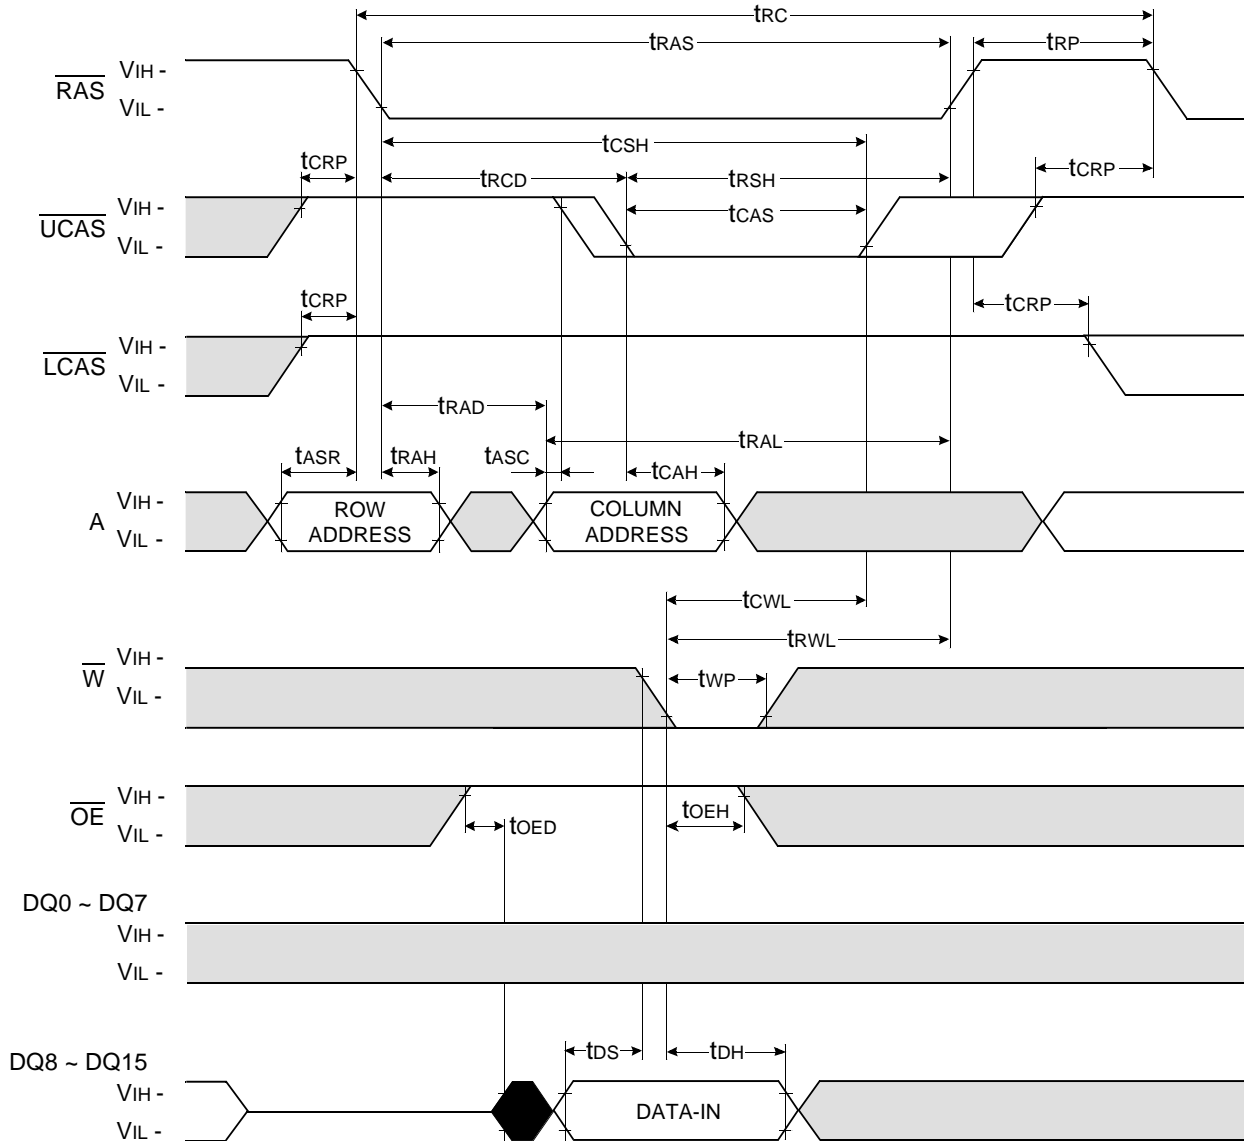 tRC
tRAS
tRP
RAS
VIH -
VIL -
tCSH
tCRP
tRCD
tRSH
tCRP
UCAS
VIH -
VIL -
tCAS
tCRP
tCRP
LCAS
VIH -
VIL -
tRAD
tRAL
tASR
tRAH
tASC
tCAH
A
VIH -
VIL -
ROW
ADDRESS
COLUMN
ADDRESS
tCWL
tRWL
W
VIH -
VIL -
tWP
OE
VIH -
VIL -
tOED
tOEH
DQ0 ~ DQ7
VIH -
VIL -
DQ8 ~ DQ15
tDS
tDH
VIH -
VIL -
DATA-IN